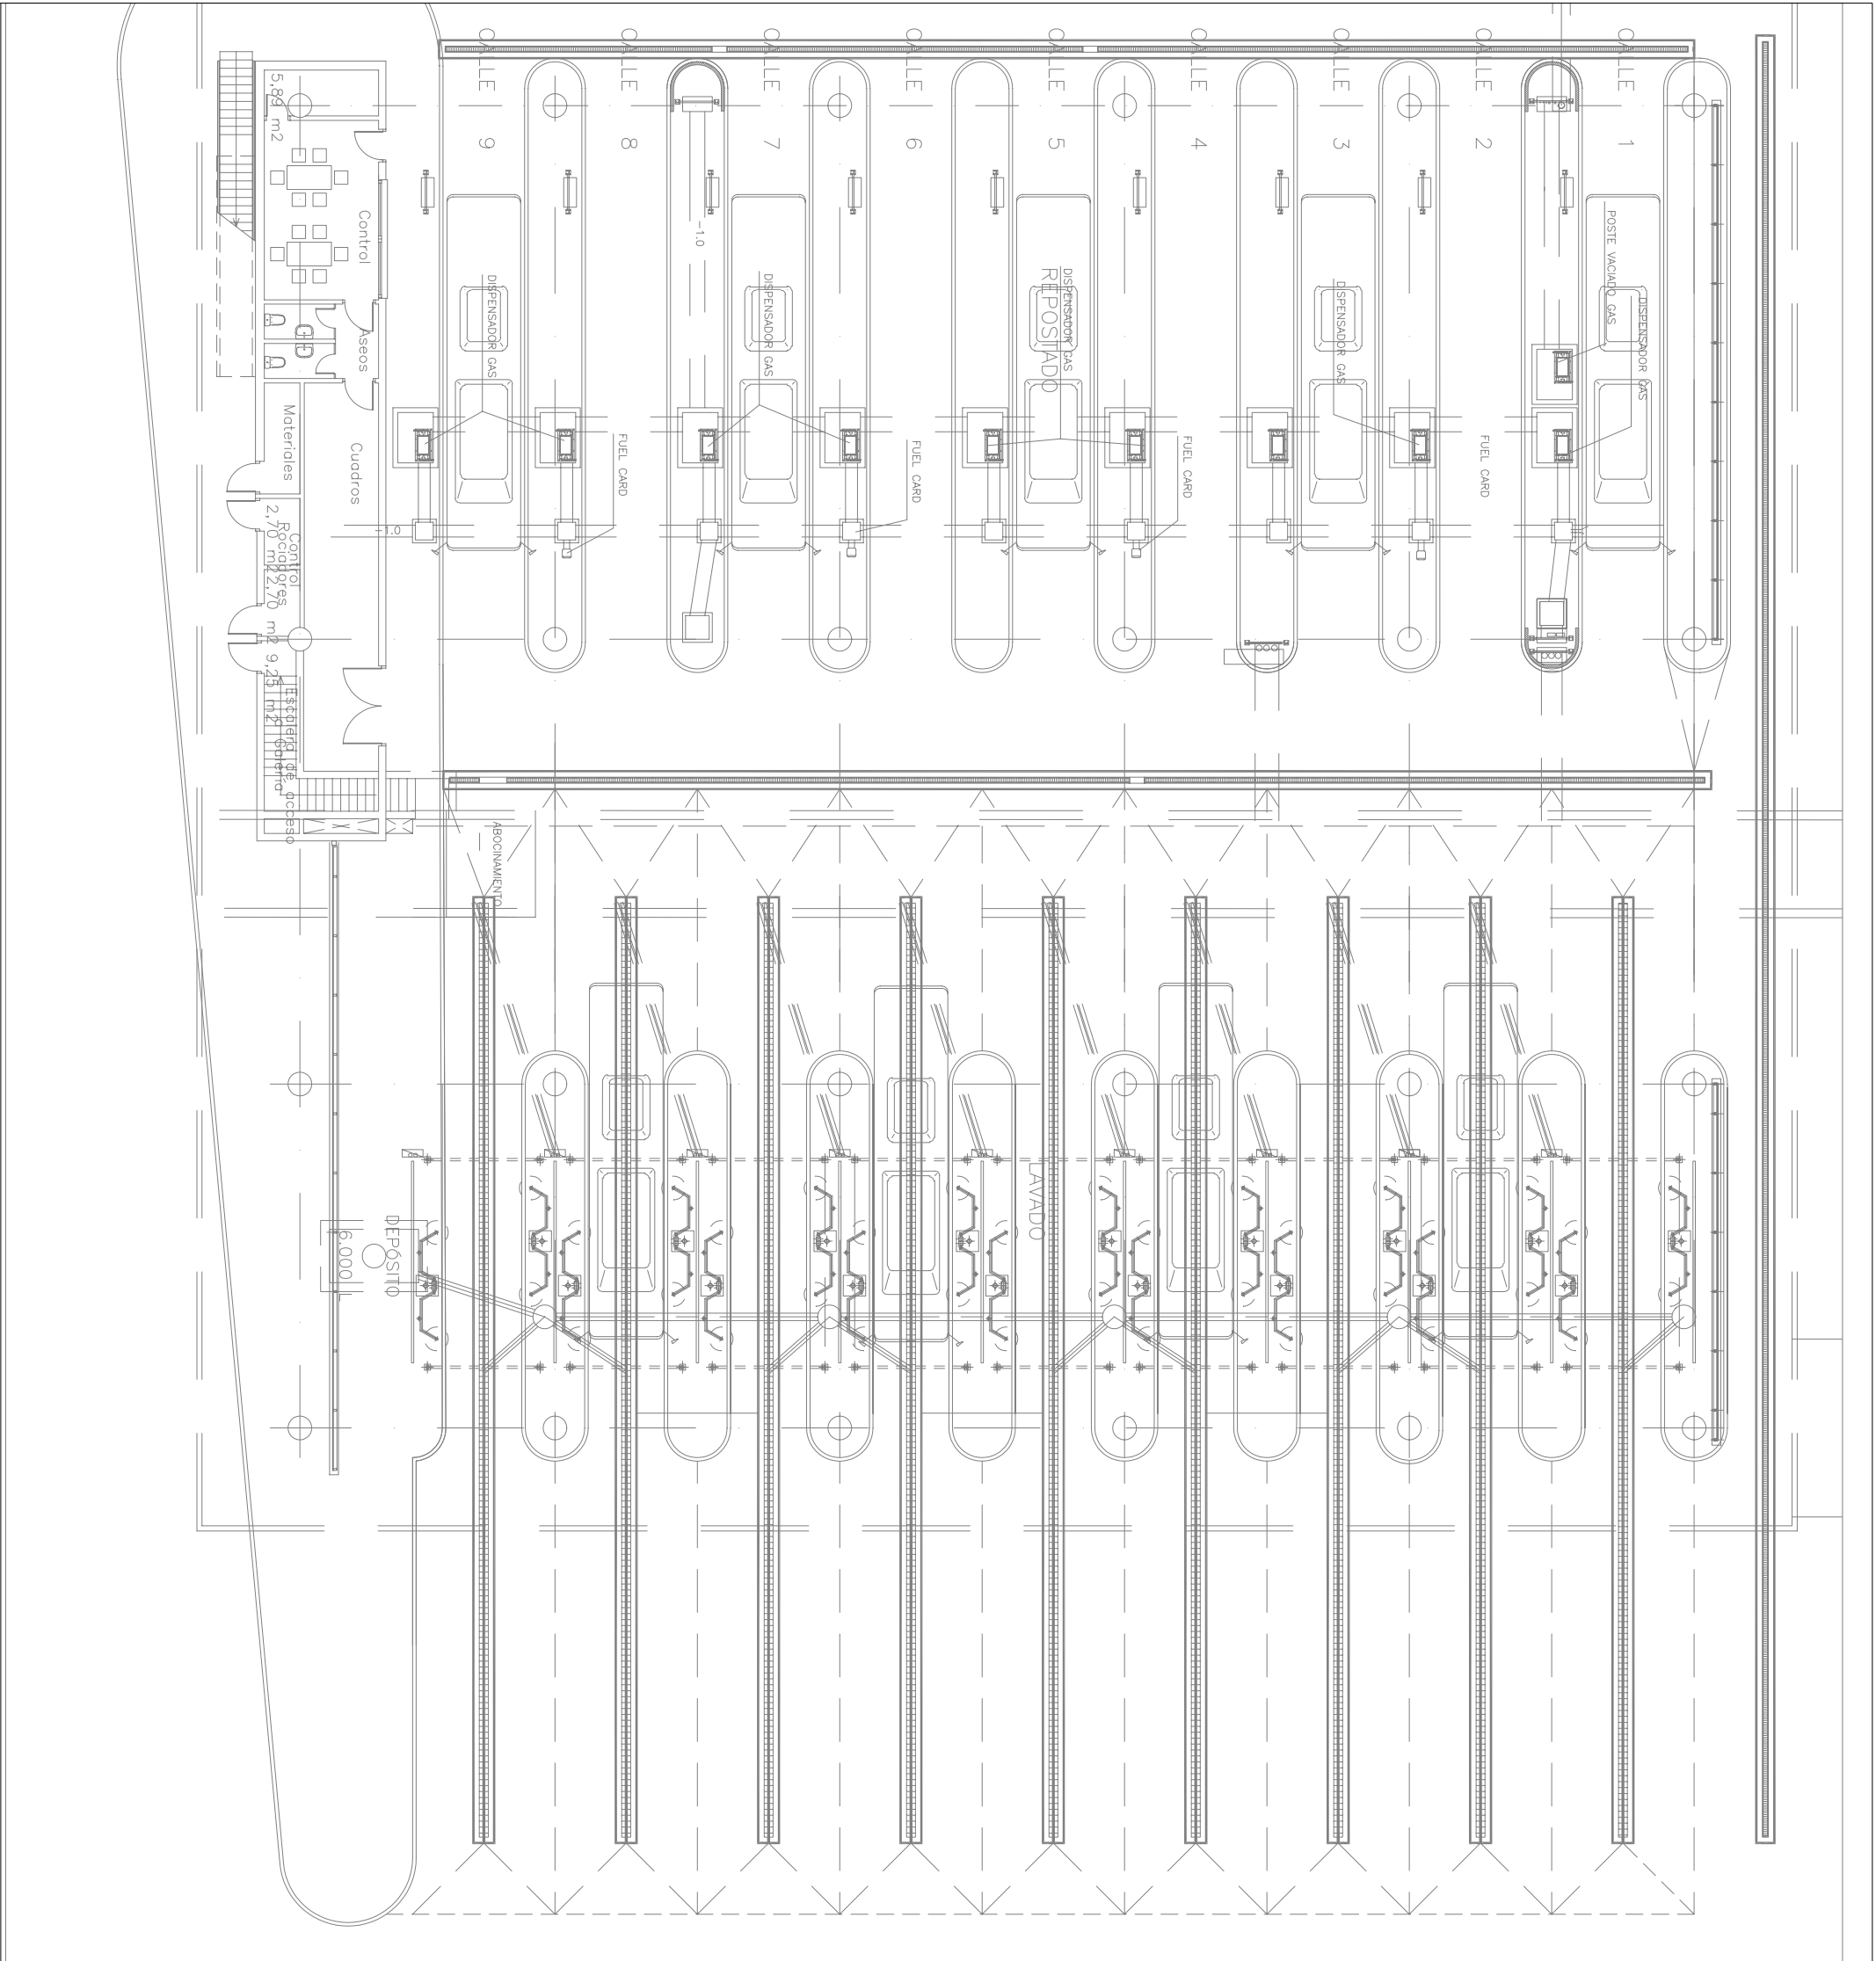 CALLE 9
CALLE 8
CALLE 7
CALLE 6
CALLE 5
CALLE 4
CALLE 3
CALLE 2
CALLE 1
5,89 m2
Control
Aseos
Materiales
Cuadros
Control
Rociadores
2,70 m2
2,70 m2
9,25 m2
Escalera de acceso
a Galería
-1.0
-1.0
DISPENSADOR GAS
DISPENSADOR GAS
DISPENSADOR GAS
REPOSTADO
DISPENSADOR GAS
POSTE VACIADO GAS
DISPENSADOR GAS
FUEL CARD
FUEL CARD
FUEL CARD
FUEL CARD
ABOCINAMIENTO
LAVADO
DEPÓSITO
6.000 L